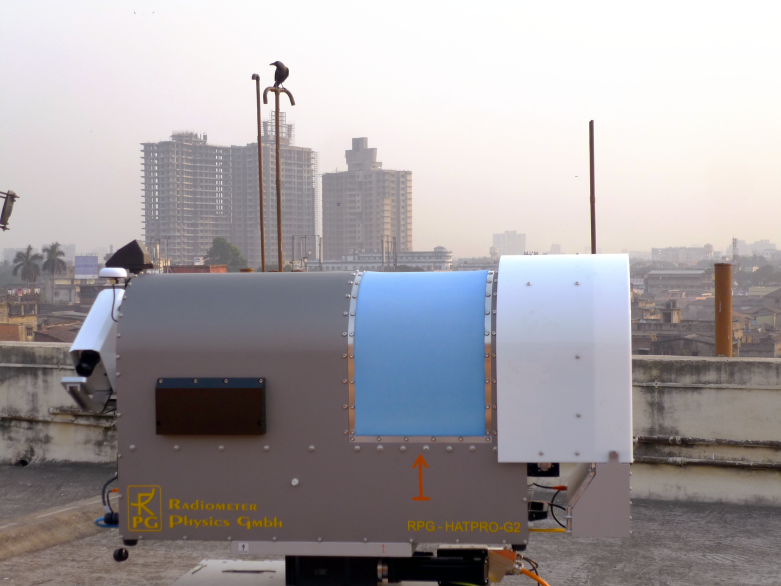 RPG
Radiometer
Physics Gmbh
RPG - HATPRO-G2